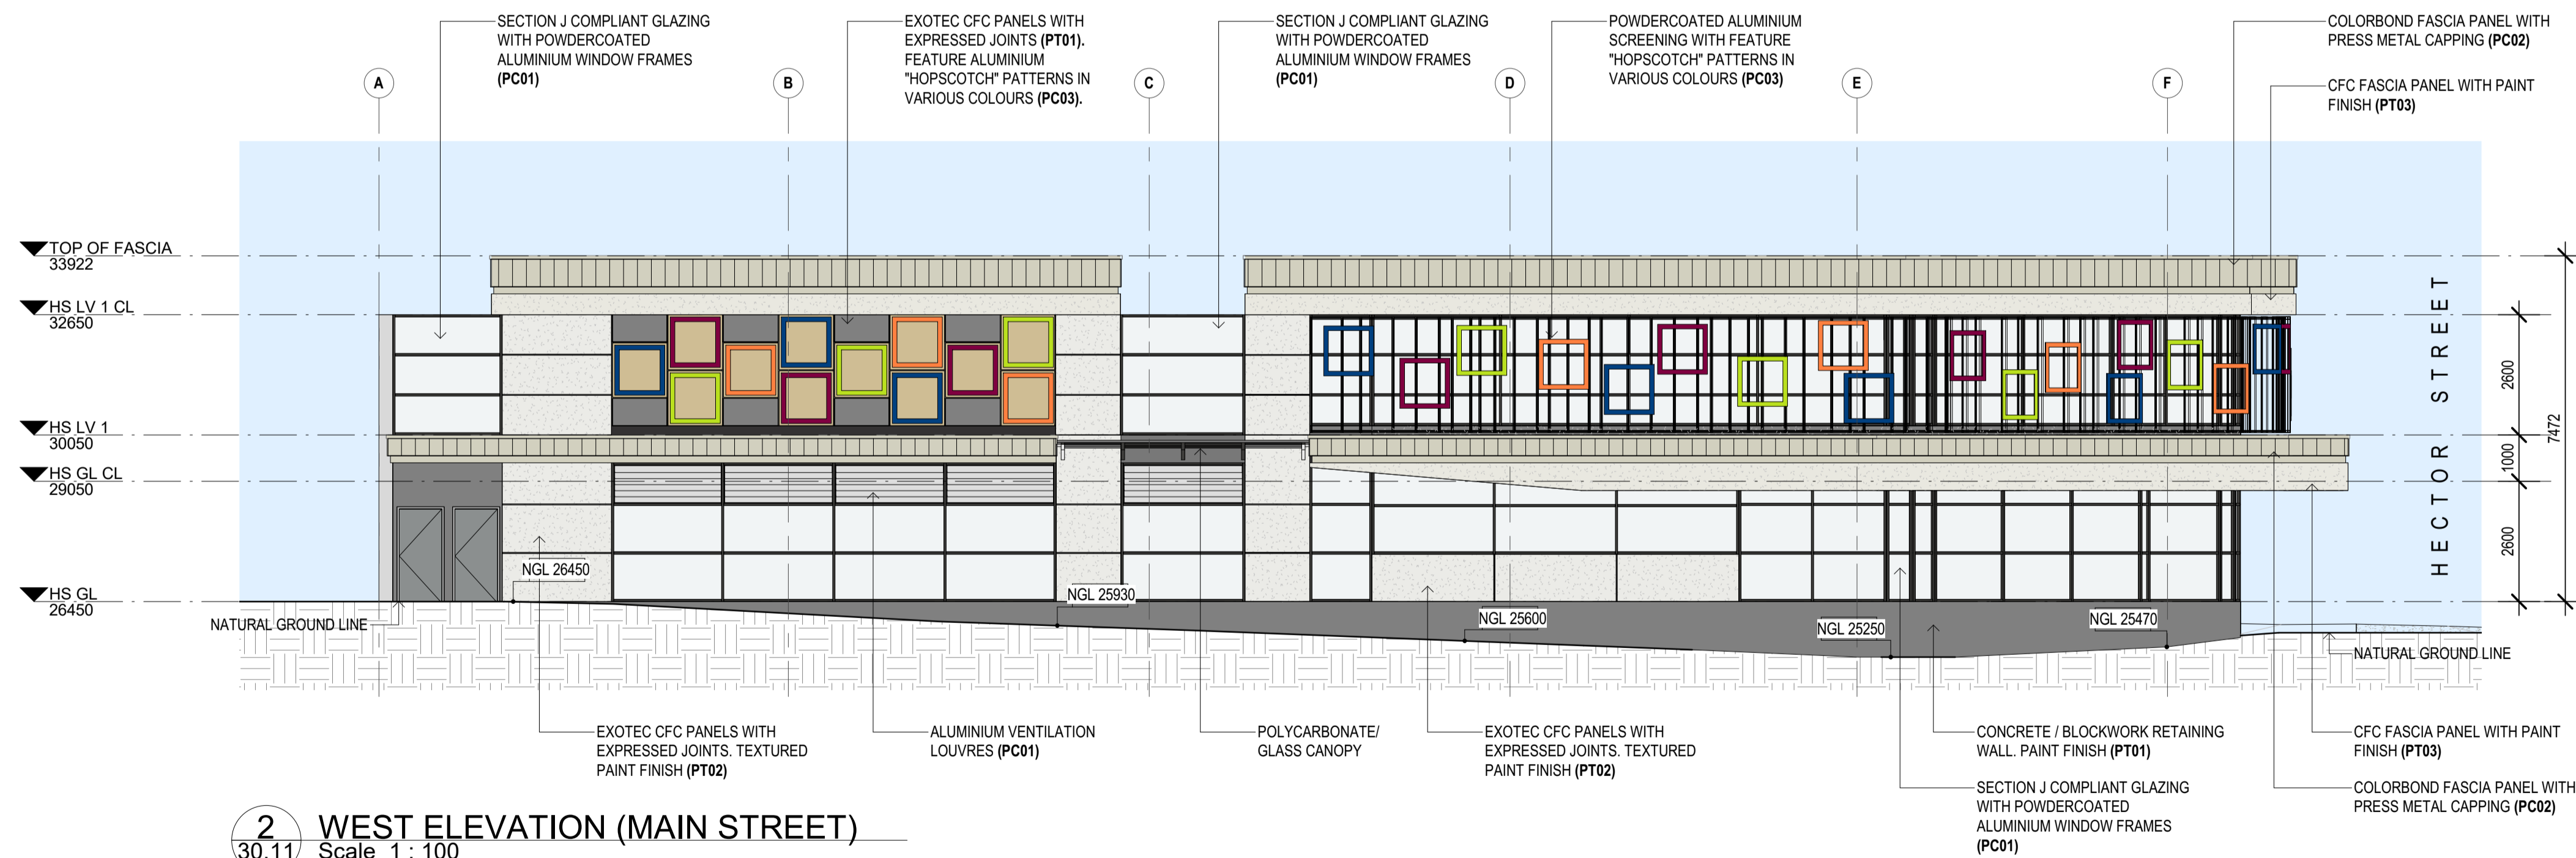 SECTION J COMPLIANT GLAZING
WITH POWDERCOATED
ALUMINIUM WINDOW FRAMES
(PC01)
EXOTEC CFC PANELS WITH
EXPRESSED JOINTS (PT01).
FEATURE ALUMINIUM
"HOPSCOTCH" PATTERNS IN
VARIOUS COLOURS (PC03).
SECTION J COMPLIANT GLAZING
WITH POWDERCOATED
ALUMINIUM WINDOW FRAMES
(PC01)
POWDERCOATED ALUMINIUM
SCREENING WITH FEATURE
"HOPSCOTCH" PATTERNS IN
VARIOUS COLOURS (PC03)
COLORBOND FASCIA PANEL WITH
PRESS METAL CAPPING (PC02)
CFC FASCIA PANEL WITH PAINT
FINISH (PT03)
A
B
C
D
E
F
TOP OF FASCIA
33922
HS LV 1 CL
32650
HS LV 1
30050
HS GL CL
29050
HS GL
26450
HECTOR STREET
2600
1000
2600
7472
NGL 26450
NGL 25930
NGL 25600
NGL 25250
NGL 25470
NATURAL GROUND LINE
NATURAL GROUND LINE
EXOTEC CFC PANELS WITH
EXPRESSED JOINTS. TEXTURED
PAINT FINISH (PT02)
ALUMINIUM VENTILATION
LOUVRES (PC01)
POLYCARBONATE/
GLASS CANOPY
EXOTEC CFC PANELS WITH
EXPRESSED JOINTS. TEXTURED
PAINT FINISH (PT02)
CONCRETE / BLOCKWORK RETAINING
WALL. PAINT FINISH (PT01)
SECTION J COMPLIANT GLAZING
WITH POWDERCOATED
ALUMINIUM WINDOW FRAMES
(PC01)
CFC FASCIA PANEL WITH PAINT
FINISH (PT03)
COLORBOND FASCIA PANEL WITH
PRESS METAL CAPPING (PC02)
2
30.11
WEST ELEVATION (MAIN STREET)
Scale 1 : 100